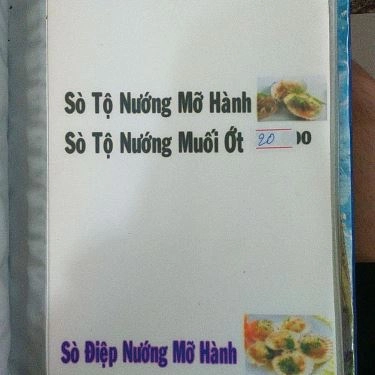 Sò Tộ Nướng Mỡ Hành
Sò Tộ Nướng Muối Ớt 20
Sò Điệp Nướng Mỡ Hành